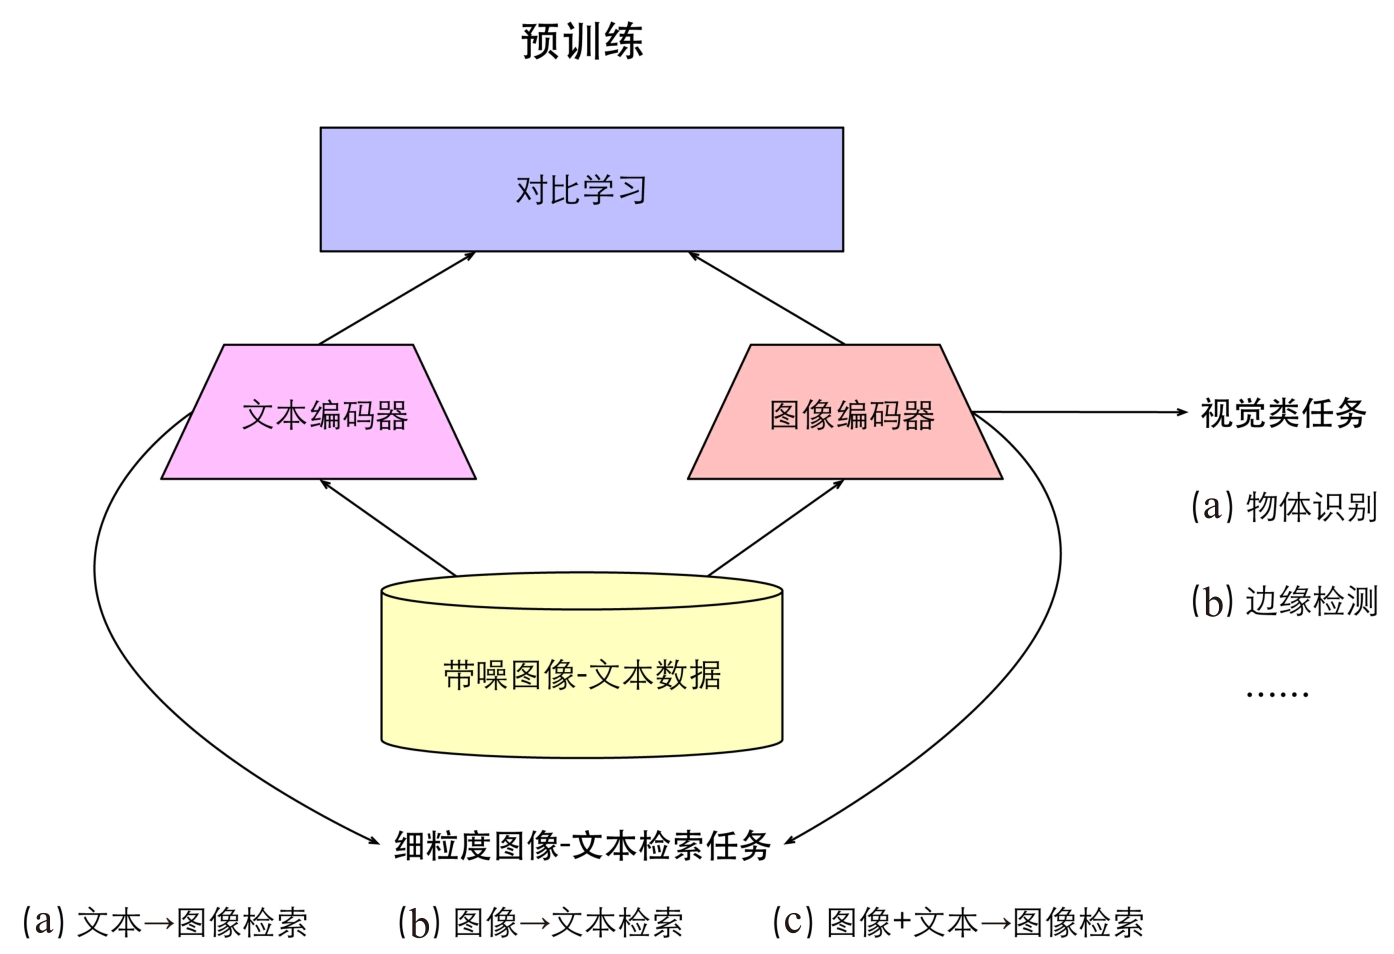 预训练
对比学习
文本编码器
图像编码器
视觉类任务
(a) 物体识别
(b) 边缘检测
……
带噪图像-文本数据
细粒度图像-文本检索任务
(a) 文本→图像检索
(b) 图像→文本检索
(c) 图像+文本→图像检索